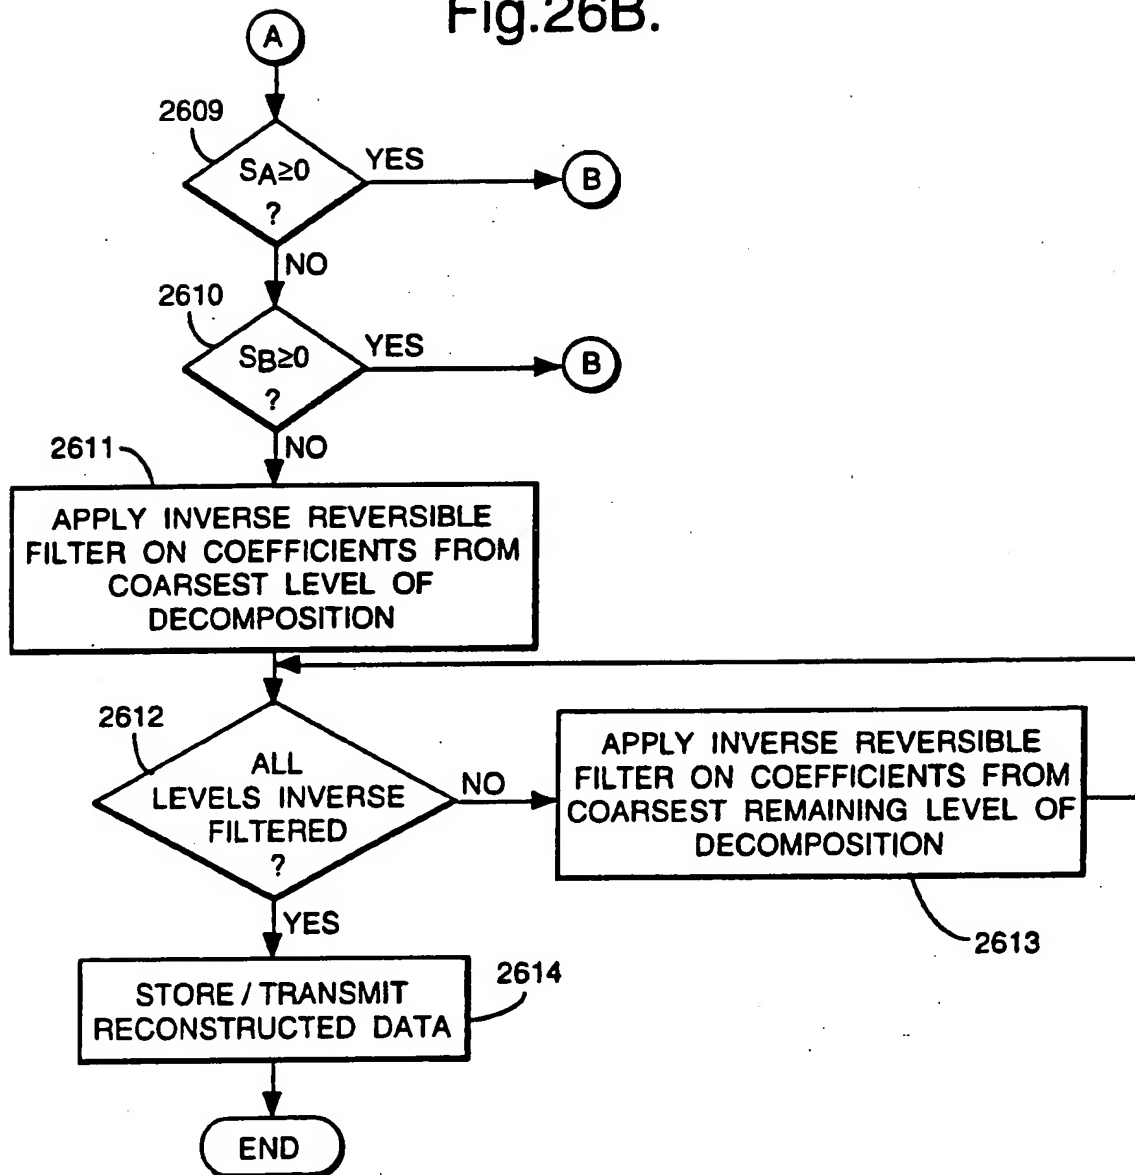 Fig.26B.
A
2609
SA≥0
?
YES
B
NO
2610
SB≥0
?
YES
B
NO
2611
APPLY INVERSE REVERSIBLE
FILTER ON COEFFICIENTS FROM
COARSEST LEVEL OF
DECOMPOSITION
2612
ALL
LEVELS INVERSE
FILTERED
?
NO
APPLY INVERSE REVERSIBLE
FILTER ON COEFFICIENTS FROM
COARSEST REMAINING LEVEL OF
DECOMPOSITION
2613
YES
STORE / TRANSMIT
RECONSTRUCTED DATA
2614
END